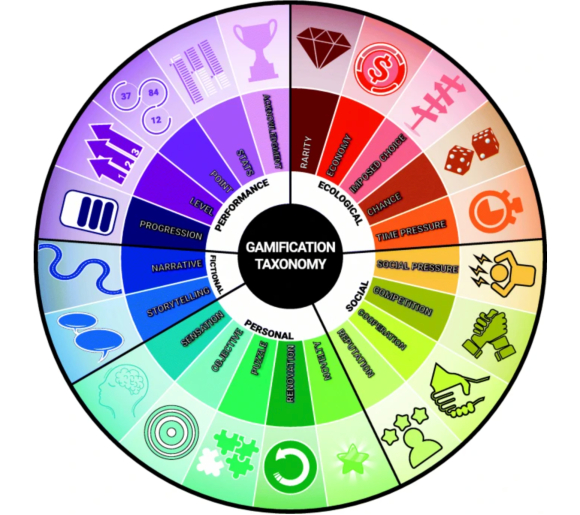 GAMIFICATION
TAXONOMY
PERFORMANCE
ECOLOGICAL
SOCIAL
PERSONAL
FICTIONAL
ACKNOWLEDGMENT
RARITY
ECONOMY
IMPOSED CHOICE
CHANCE
TIME PRESSURE
SOCIAL PRESSURE
COMPETITION
COOPERATION
REPUTATION
NOVELTY
RENOVATION
PUZZLE
OBJECTIVE
SENSATION
STORYTELLING
NARRATIVE
PROGRESSION
LEVEL
POINT
STATS
37
84
12
1 2 3